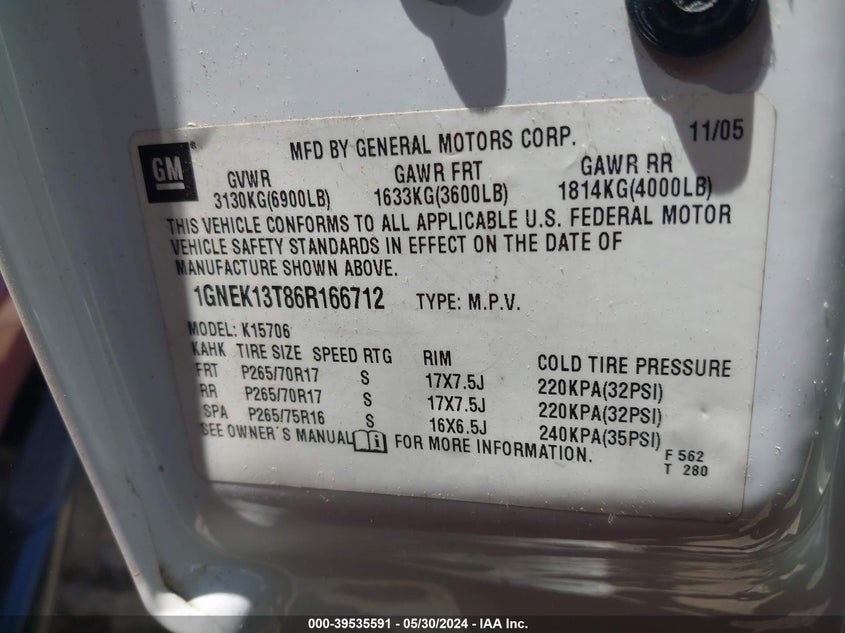 GM
MFD BY GENERAL MOTORS CORP. 11/05
GVWR GAWR FRT GAWR RR
3130KG(6900LB) 1633KG(3600LB) 1814KG(4000LB)
THIS VEHICLE CONFORMS TO ALL APPLICABLE U.S. FEDERAL MOTOR
VEHICLE SAFETY STANDARDS IN EFFECT ON THE DATE OF
MANUFACTURE SHOWN ABOVE.
1GNEK13T86R166712 TYPE: M.P.V.
MODEL: K15706
KAHK TIRE SIZE SPEED RTG RIM COLD TIRE PRESSURE
FRT P265/70R17 S 17X7.5J 220KPA(32PSI)
RR P265/70R17 S 17X7.5J 220KPA(32PSI)
SPA P265/75R16 S 16X6.5J 240KPA(35PSI)
SEE OWNER'S MANUAL FOR MORE INFORMATION.
F 562
T 280
000-39535591 - 05/30/2024 - IAA Inc.